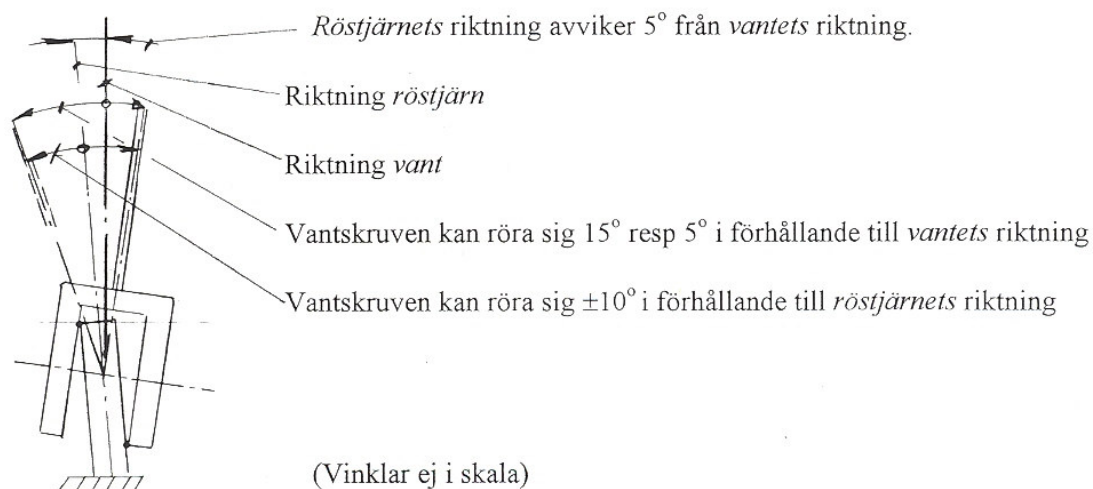 Röstjärnets riktning avviker 5° från vantets riktning.
Riktning röstjärn
Riktning vant
Vantskruven kan röra sig 15° resp 5° i förhållande till vantets riktning
Vantskruven kan röra sig ±10° i förhållande till röstjärnets riktning
(Vinklar ej i skala)